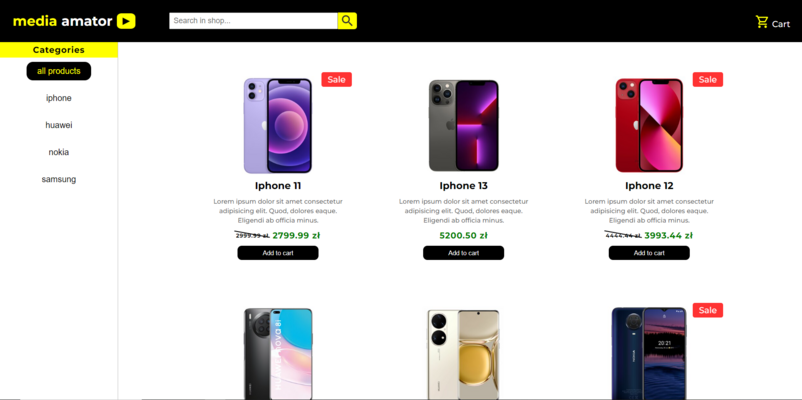 media amator
Search in shop...
Cart
Categories
all products
iphone
huawei
nokia
samsung
Sale
Iphone 11
Lorem ipsum dolor sit amet consectetur
adipisicing elit. Quod, dolores eaque.
Eligendi ab officia minus.
2999.99 zł 2799.99 zł
Add to cart
Iphone 13
Lorem ipsum dolor sit amet consectetur
adipisicing elit. Quod, dolores eaque.
Eligendi ab officia minus.
5200.50 zł
Add to cart
Sale
Iphone 12
Lorem ipsum dolor sit amet consectetur
adipisicing elit. Quod, dolores eaque.
Eligendi ab officia minus.
4444.44 zł 3993.44 zł
Add to cart
Sale
20:21